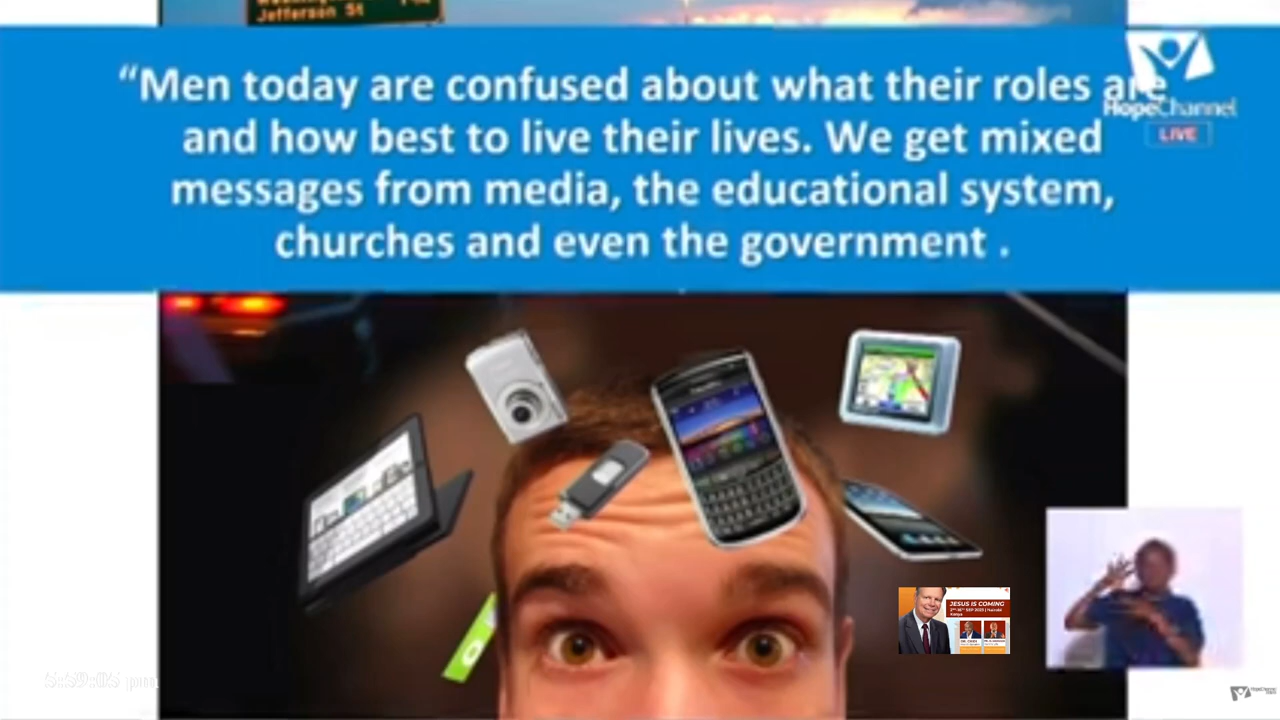 Jefferson St
“Men today are confused about what their roles are
and how best to live their lives. We get mixed
messages from media, the educational system,
churches and even the government .
HopeChannel
LIVE
JESUS IS COMING